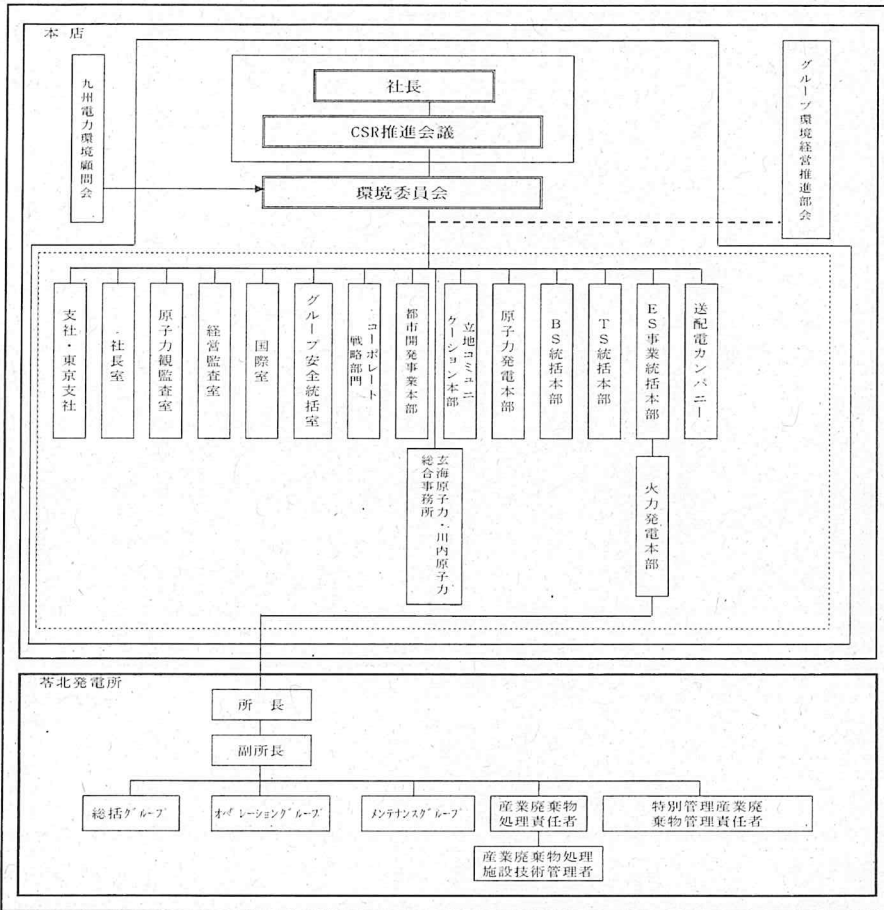 本店
九州電力環境顧問会
社長
CSR推進会議
環境委員会
グループ環境経営推進部会
支社・東京支社
社長室
原子力観監査室
経営監査室
国際室
グループ安全統括室
コーポレート
戦略部門
都市開発事業本部
立地コミュニ
ケーション本部
原子力発電本部
BS統括本部
TS統括本部
ES事業統括本部
送配電カンパニー
玄海原子力・川内原子力
総合事務所
火力発電本部
苓北発電所
所長
副所長
総括グループ
オペレーショングループ
メンテナンスグループ
産業廃棄物
処理責任者
特別管理産業廃
棄物管理責任者
産業廃棄物処理
施設技術管理者